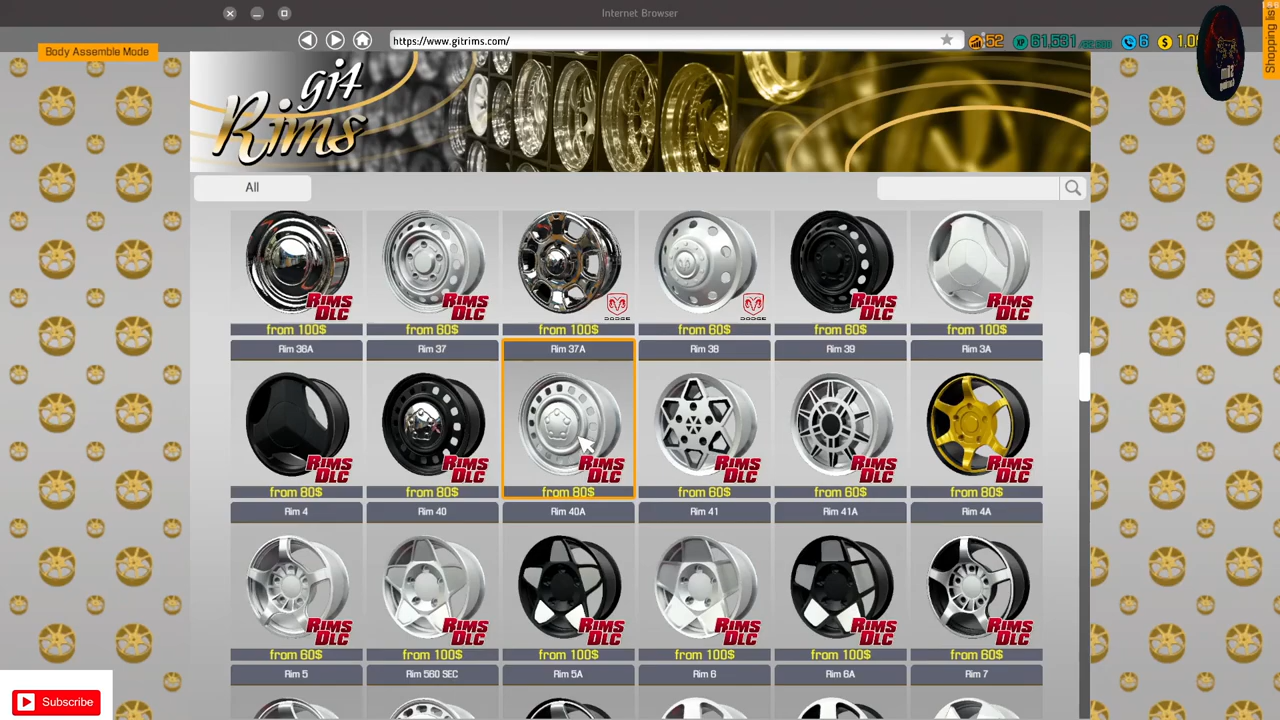 Internet Browser
https://www.gitrims.com/
52
61,531
6
Body Assemble Mode
Shopping list
gi4
Rims
All
RIMS DLC
RIMS DLC
DODGE
DODGE
RIMS DLC
RIMS DLC
from 100$
from 60$
from 100$
from 60$
from 60$
from 100$
Rim 36A
Rim 37
Rim 37A
Rim 38
Rim 39
Rim 3A
RIMS DLC
RIMS DLC
RIMS DLC
RIMS DLC
RIMS DLC
RIMS DLC
from 80$
from 80$
from 80$
from 60$
from 60$
from 80$
Rim 4
Rim 40
Rim 40A
Rim 41
Rim 41A
Rim 4A
RIMS DLC
RIMS DLC
RIMS DLC
RIMS DLC
RIMS DLC
RIMS DLC
from 60$
from 100$
from 100$
from 100$
from 100$
from 60$
Rim 5
Rim 560 SEC
Rim 5A
Rim 6
Rim 6A
Rim 7
Subscribe